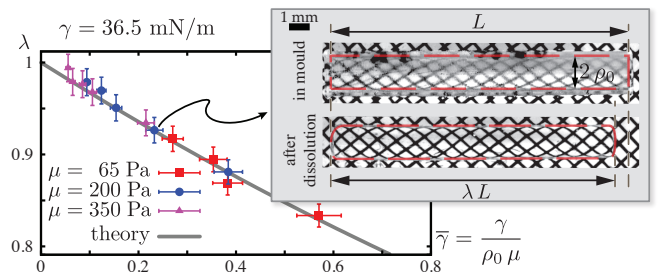 γ = 36.5 mN/m
λ
1
0.9
0.8
0
0.2
0.4
0.6
0.8
μ = 65 Pa
μ = 200 Pa
μ = 350 Pa
theory
γ̅ = γ / ρ₀ μ
1 mm
L
in mould
2 ρ₀
after
dissolution
λ L